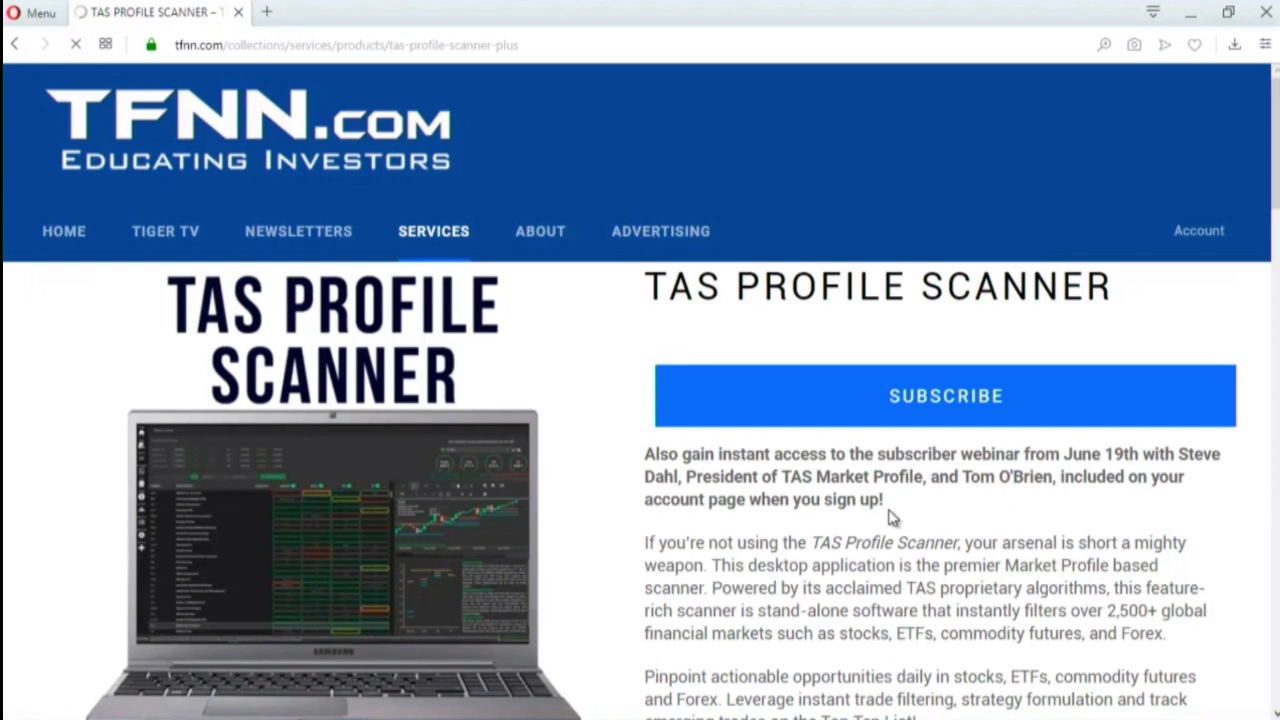 Menu
TAS PROFILE SCANNER – T
tfnn.com/collections/services/products/tas-profile-scanner-plus
TFNN.COM
EDUCATING INVESTORS
HOME
TIGER TV
NEWSLETTERS
SERVICES
ABOUT
ADVERTISING
Account
TAS PROFILE
SCANNER
SAMSUNG
TAS PROFILE SCANNER
SUBSCRIBE
Also gain instant access to the subscriber webinar from June 19th with Steve
Dahl, President of TAS Market Profile, and Tom O'Brien, included on your
account page when you sign up!
If you're not using the TAS Profile Scanner, your arsenal is short a mighty
weapon. This desktop application is the premier Market Profile based
scanner. Powered by its acclaimed TAS proprietary algorithms, this feature-
rich scanner is stand-alone software that instantly filters over 2,500+ global
financial markets such as stocks, ETFs, commodity futures, and Forex.
Pinpoint actionable opportunities daily in stocks, ETFs, commodity futures
and Forex. Leverage instant trade filtering, strategy formulation and track
emerging trades on the Top Ten List!